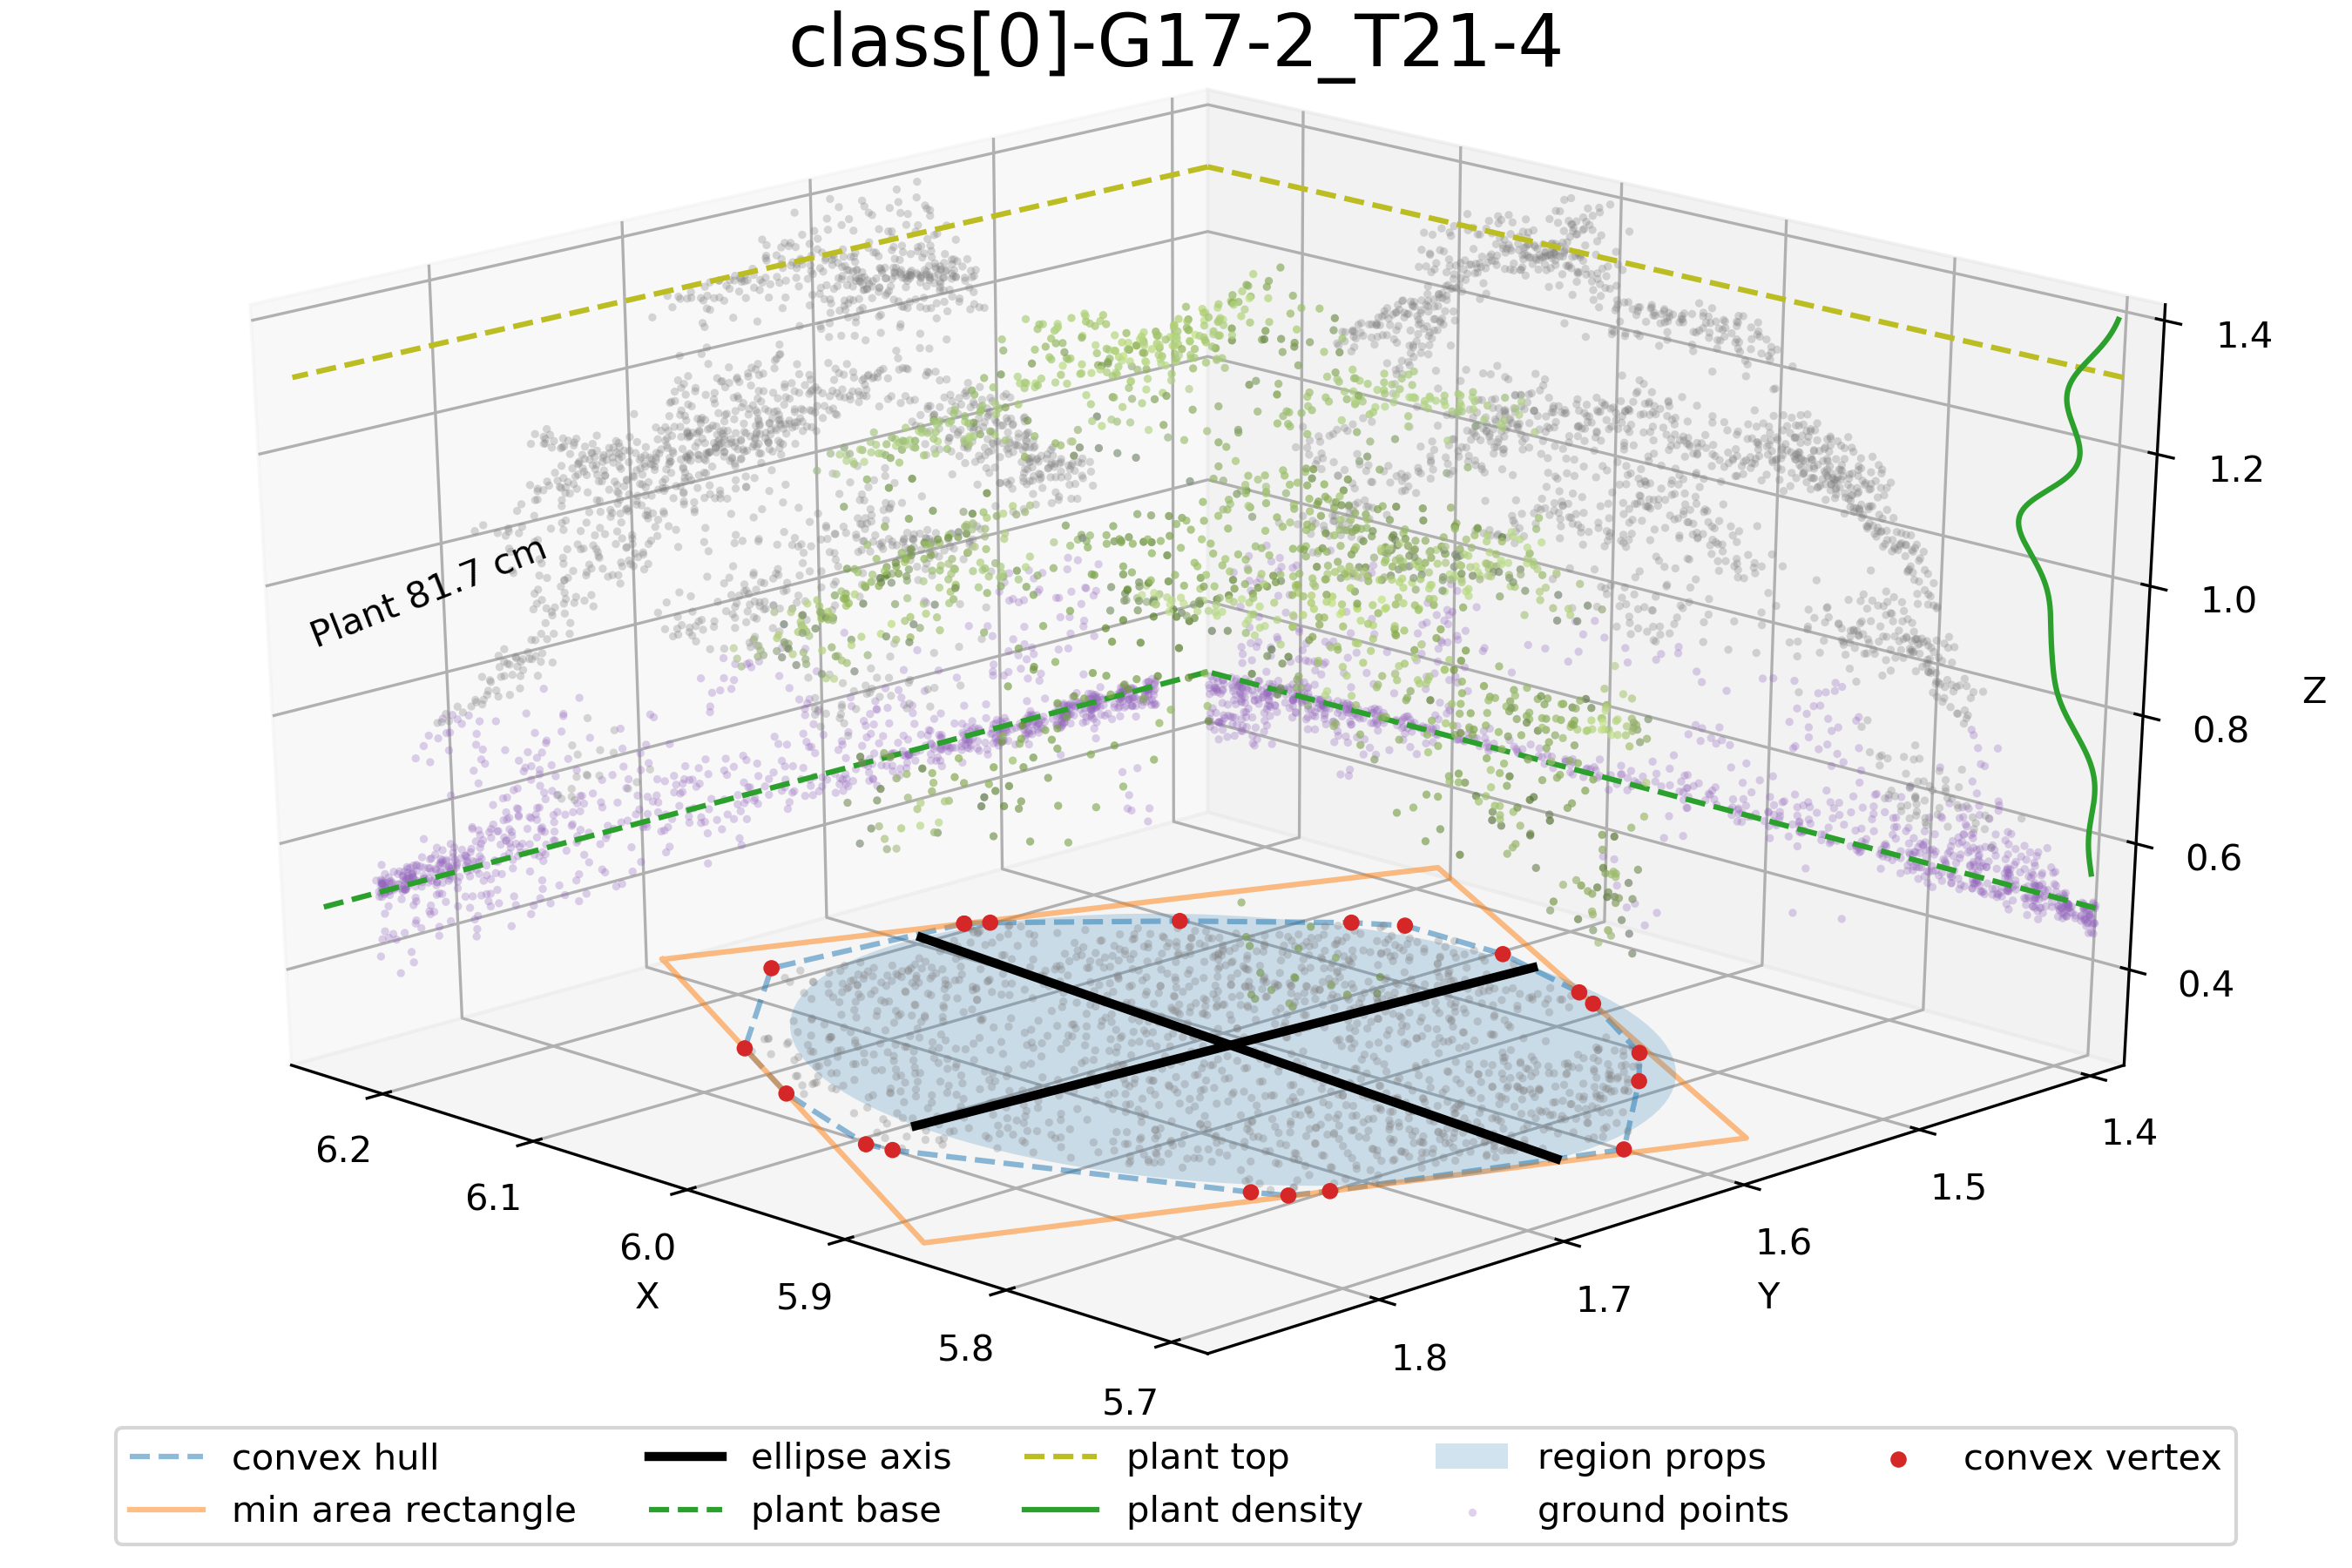 class[0]-G17-2_T21-4
Plant 81.7 cm
1.4
1.2
1.0
0.8
0.6
0.4
Z
6.2
6.1
6.0
5.9
5.8
5.7
X
1.8
1.7
1.6
1.5
1.4
Y
convex hull
min area rectangle
ellipse axis
plant base
plant top
plant density
region props
ground points
convex vertex